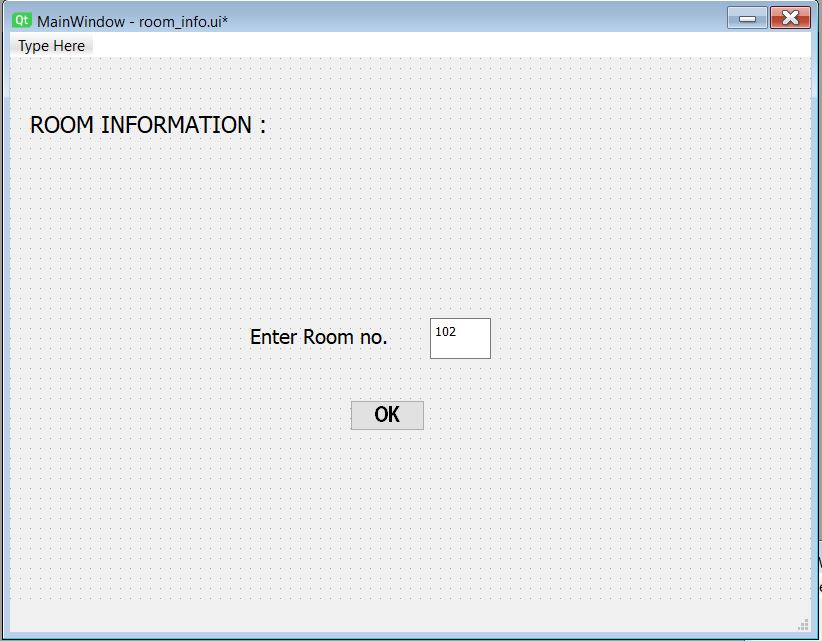 Qt MainWindow - room_info.ui*
Type Here
ROOM INFORMATION :
Enter Room no. 102
OK